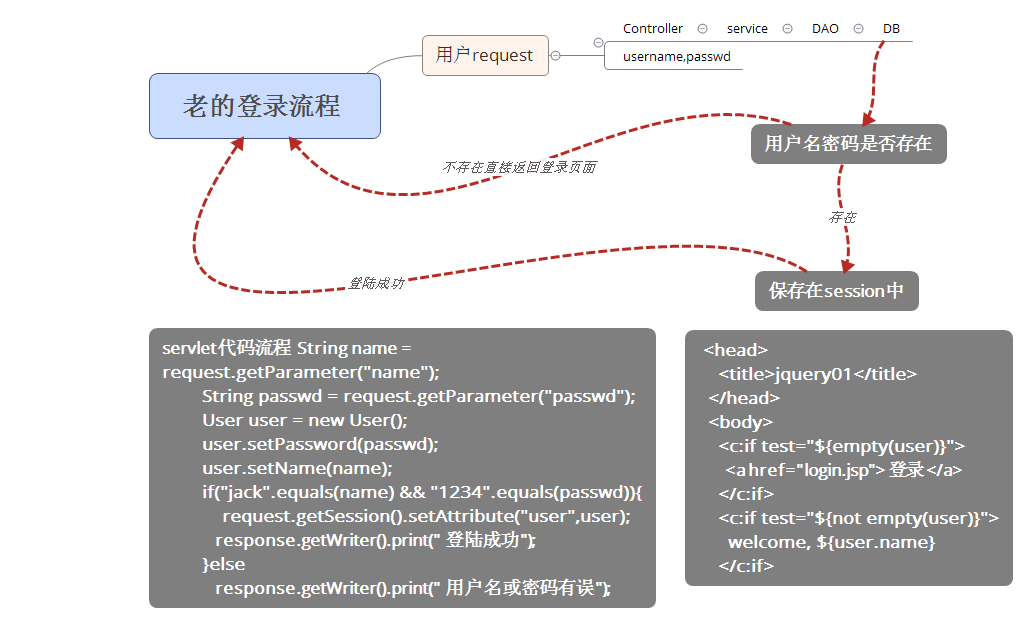 Controller service DAO DB
用户request
username,passwd
老的登录流程
用户名密码是否存在
不存在直接返回登录页面
存在
登陆成功
保存在session中
servlet代码流程 String name =
request.getParameter("name");
String passwd = request.getParameter("passwd");
User user = new User();
user.setPassword(passwd);
user.setName(name);
if("jack".equals(name) && "1234".equals(passwd)){
request.getSession().setAttribute("user",user);
response.getWriter().print(" 登陆成功");
}else
response.getWriter().print(" 用户名或密码有误");
<head>
<title>jquery01</title>
</head>
<body>
<c:if test="${empty(user)}">
<a href="login.jsp"> 登录</a>
</c:if>
<c:if test="${not empty(user)}">
welcome, ${user.name}
</c:if>